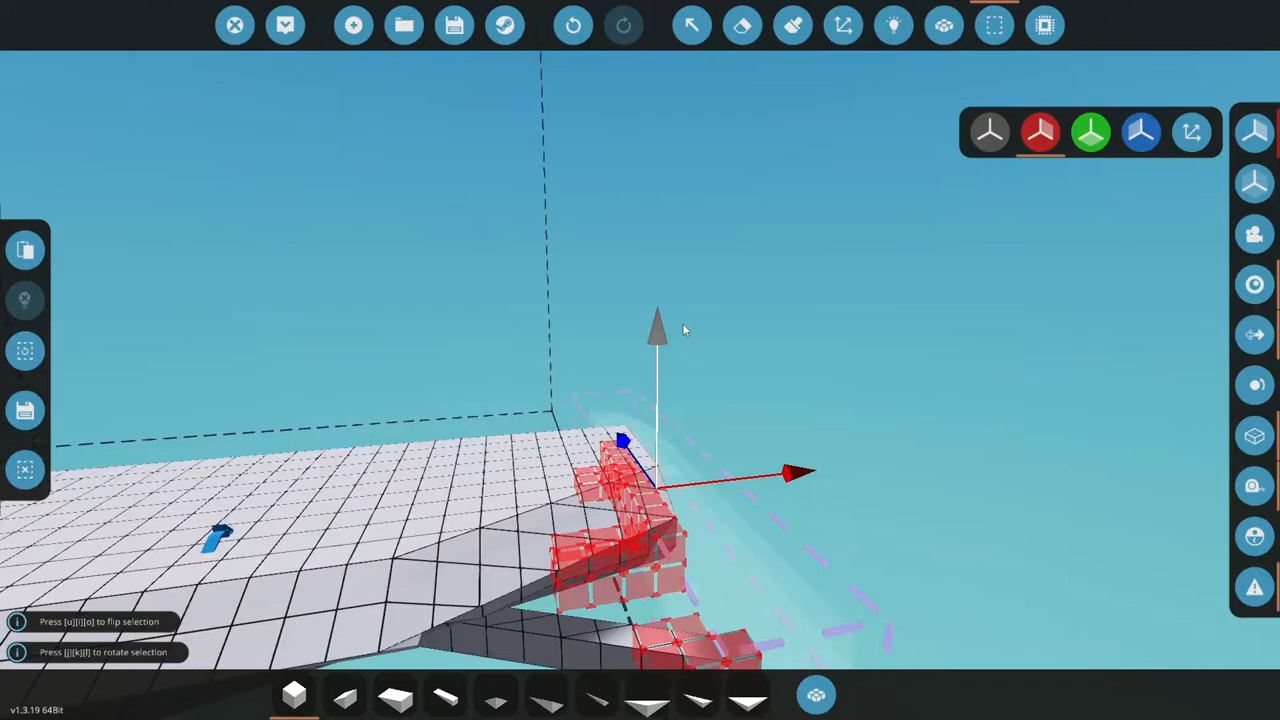 Press [u][i][o] to flip selection
Press [j][k][l] to rotate selection
v1.3.19 64Bit